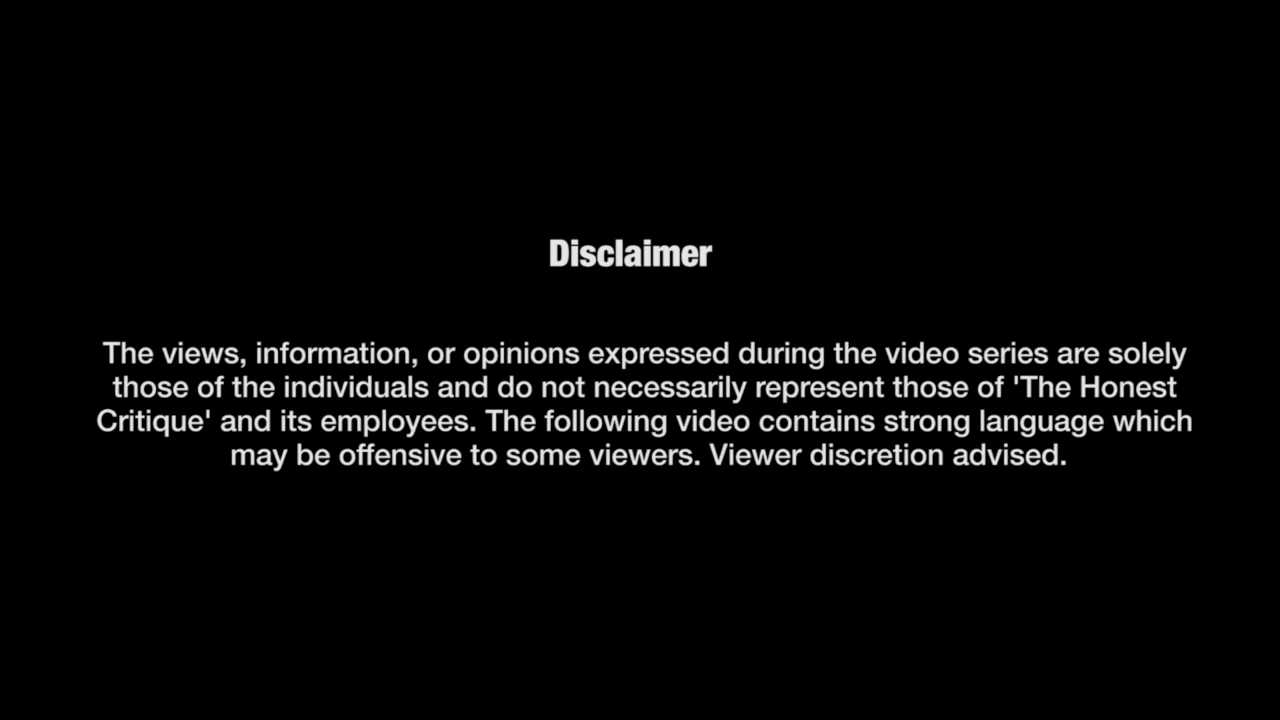 Disclaimer
The views, information, or opinions expressed during the video series are solely
those of the individuals and do not necessarily represent those of 'The Honest
Critique' and its employees. The following video contains strong language which
may be offensive to some viewers. Viewer discretion advised.